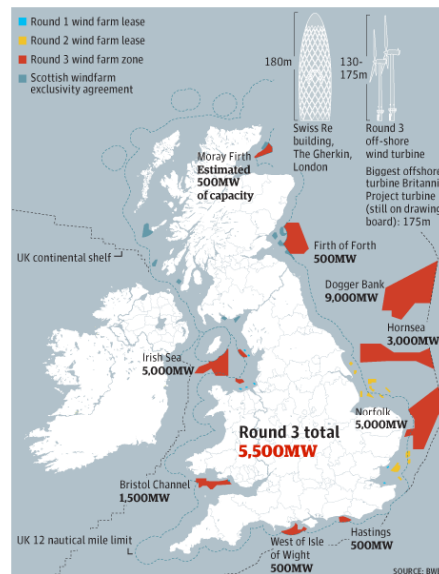 Round 1 wind farm lease
Round 2 wind farm lease
Round 3 wind farm zone
Scottish windfarm
exclusivity agreement
180m
130-
175m
Swiss Re
building,
The Gherkin,
London
Round 3
off-shore
wind turbine
Biggest offshore
turbine Britannia
Project turbine
(still on drawing
board): 175m
Moray Firth
Estimated
500MW
of capacity
UK continental shelf
Firth of Forth
500MW
Dogger Bank
9,000MW
Hornsea
3,000MW
Irish Sea
5,000MW
Norfolk
5,000MW
Round 3 total
5,500MW
Bristol Channel
1,500MW
UK 12 nautical mile limit
West of Isle
of Wight
500MW
Hastings
500MW
SOURCE: BWE